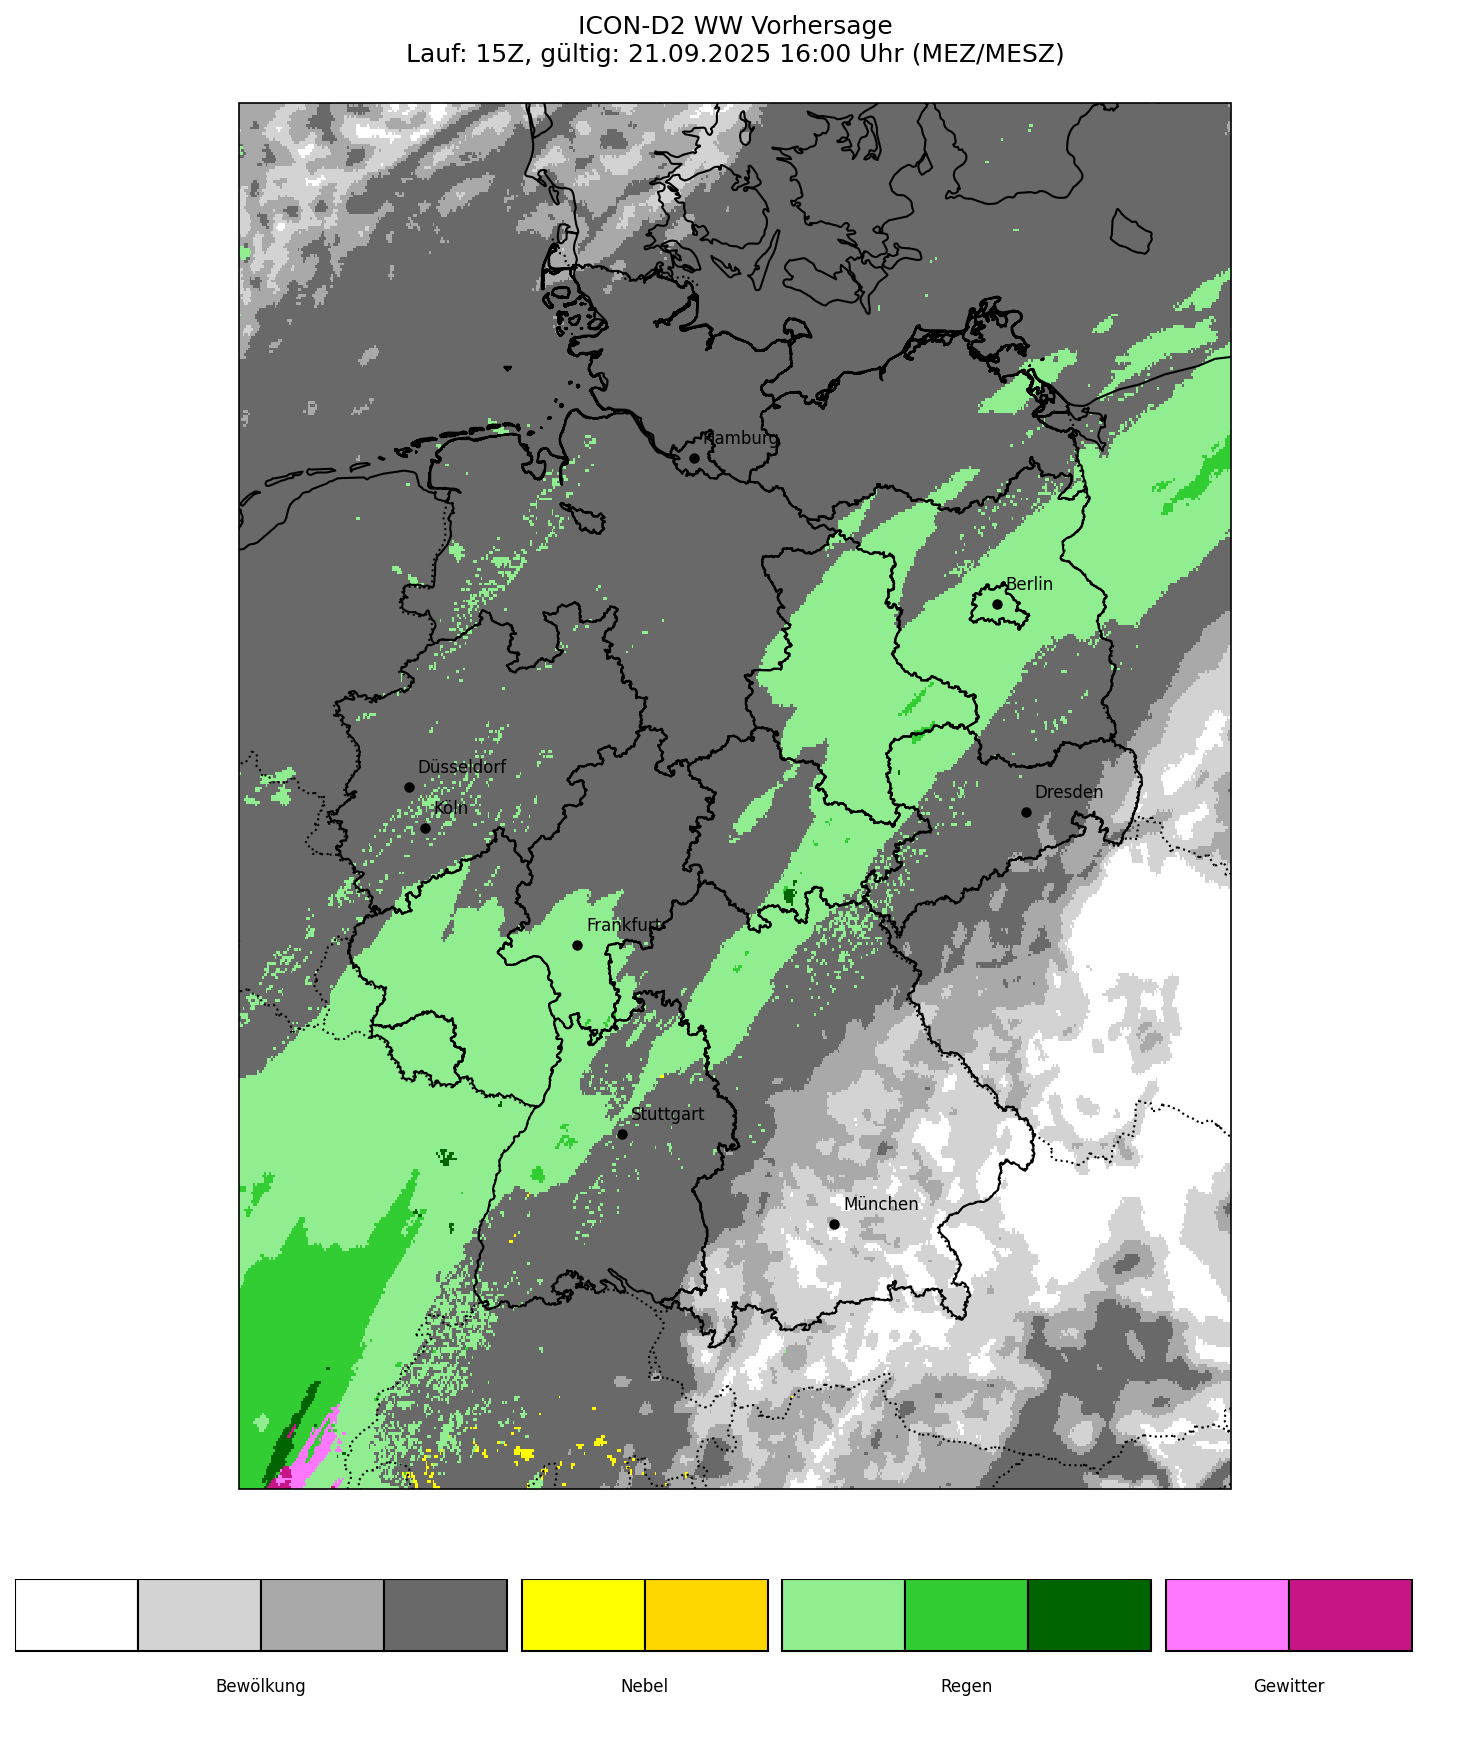 ICON-D2 WW Vorhersage
Lauf: 15Z, gültig: 21.09.2025 16:00 Uhr (MEZ/MESZ)
Hamburg
Berlin
Düsseldorf
Köln
Dresden
Frankfurt
Stuttgart
München
Bewölkung
Nebel
Regen
Gewitter